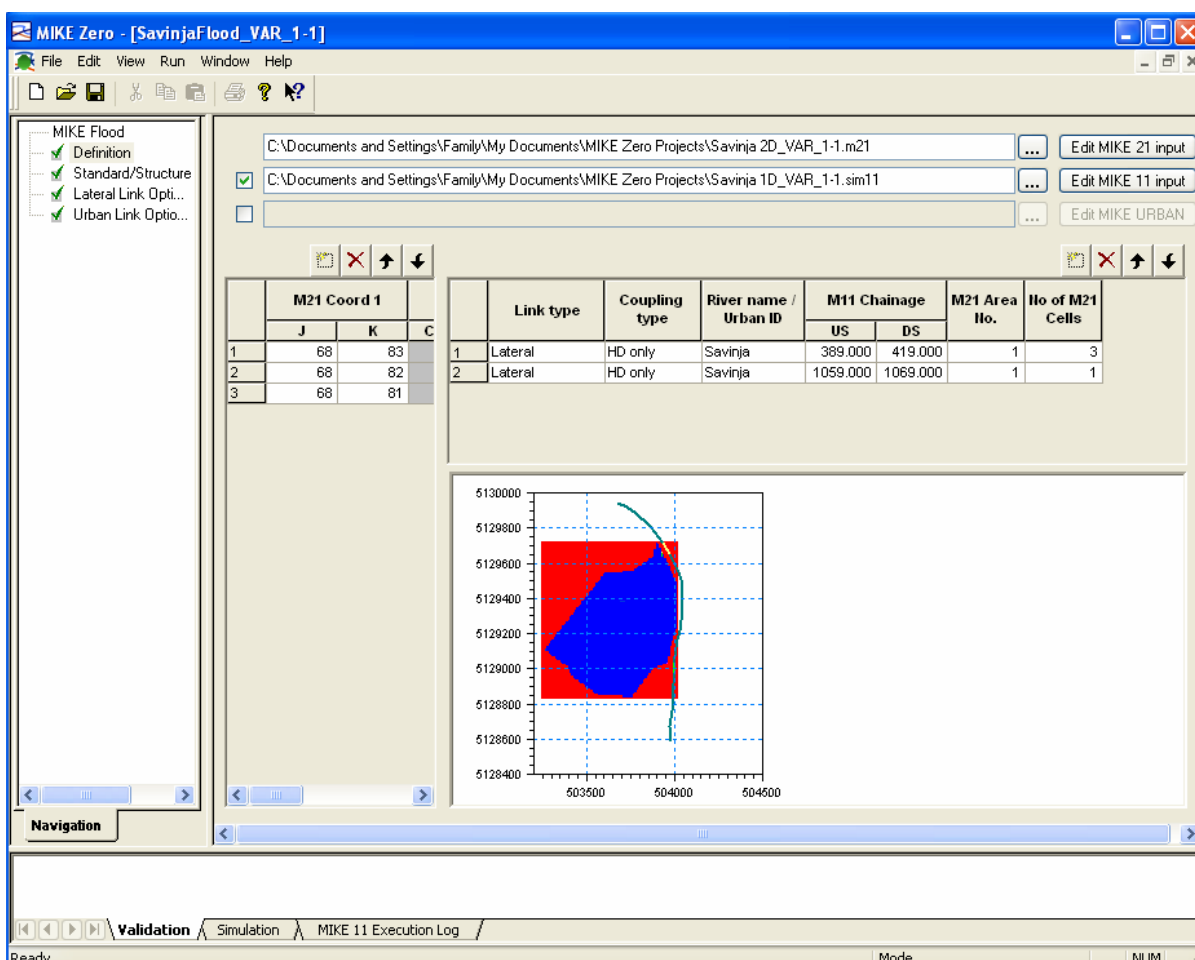 MIKE Zero - [SavinjaFlood_VAR_1-1]
File Edit View Run Window Help
MIKE Flood
Definition
Standard/Structure
Lateral Link Opti...
Urban Link Optio...
Navigation
C:\Documents and Settings\Family\My Documents\MIKE Zero Projects\Savinja 2D_VAR_1-1.m21 ... Edit MIKE 21 input
C:\Documents and Settings\Family\My Documents\MIKE Zero Projects\Savinja 1D_VAR_1-1.sim11 ... Edit MIKE 11 input
... Edit MIKE URBAN
M21 Coord 1
J K C
1 68 83
2 68 82
3 68 81
Link type Coupling type River name / Urban ID M11 Chainage M21 Area No. No of M21 Cells
US DS
1 Lateral HD only Savinja 389.000 419.000 1 3
2 Lateral HD only Savinja 1059.000 1069.000 1 1
5130000
5129800
5129600
5129400
5129200
5129000
5128800
5128600
5128400
503500 504000 504500
Validation Simulation MIKE 11 Execution Log
Ready Mode NUM